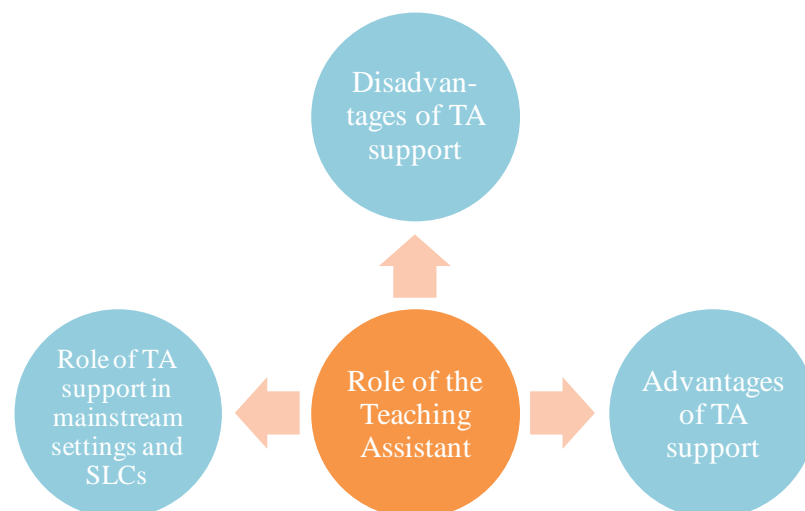 Disadvan-
tages of TA
support
Role of TA
support in
mainstream
settings and
SLCs
Role of the
Teaching
Assistant
Advantages
of TA
support